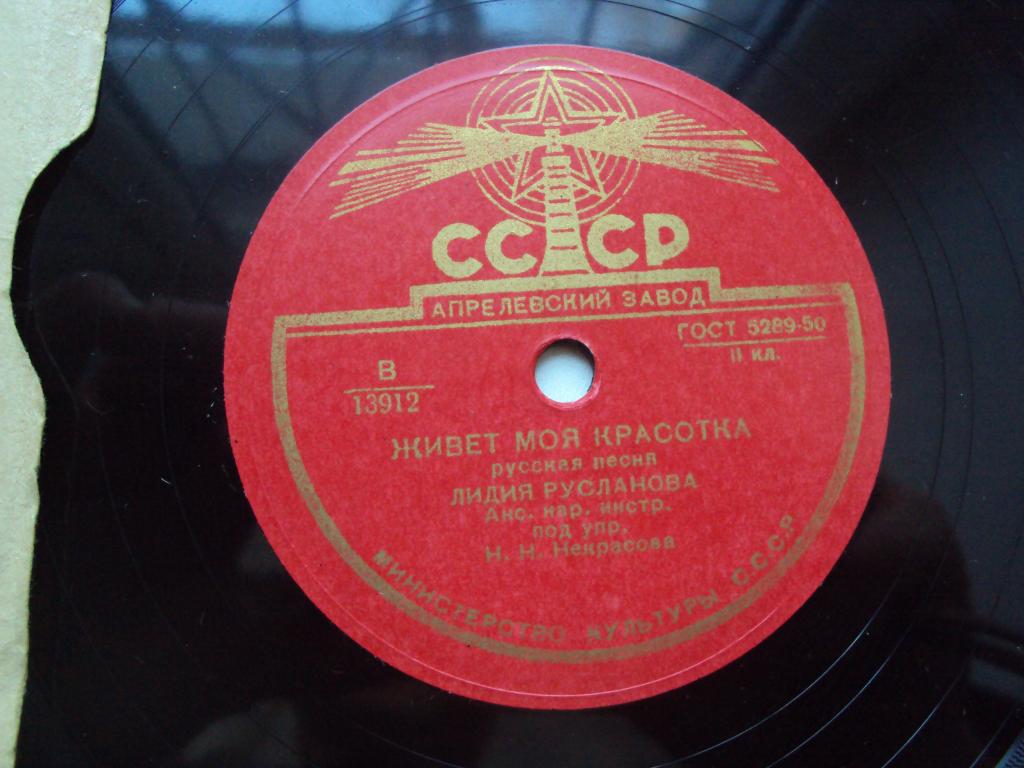 СССР
АПРЕЛЕВСКИЙ ЗАВОД
ГОСТ 5289-50
II кл.
В
13912
ЖИВЕТ МОЯ КРАСОТКА
русская песня
ЛИДИЯ РУСЛАНОВА
Анс. нар. инстр.
под упр.
Н. Н. Некрасова
МИНИСТЕРСТВО КУЛЬТУРЫ С.С.С.Р